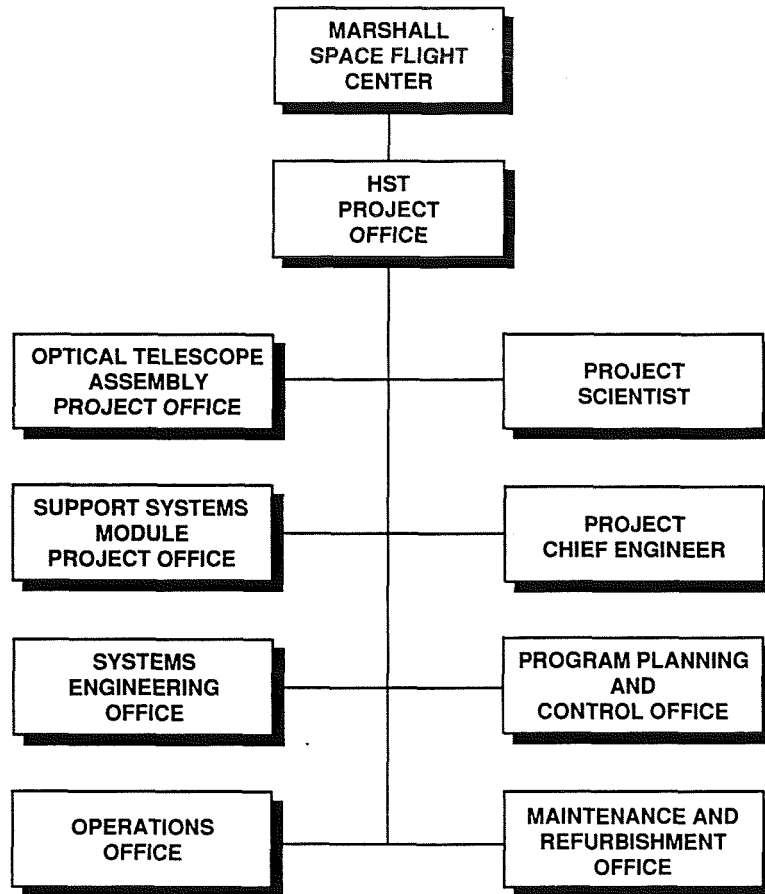 MARSHALL
SPACE FLIGHT
CENTER
HST
PROJECT
OFFICE
OPTICAL TELESCOPE
ASSEMBLY
PROJECT OFFICE
PROJECT
SCIENTIST
SUPPORT SYSTEMS
MODULE
PROJECT OFFICE
PROJECT
CHIEF ENGINEER
SYSTEMS
ENGINEERING
OFFICE
PROGRAM PLANNING
AND
CONTROL OFFICE
OPERATIONS
OFFICE
MAINTENANCE AND
REFURBISHMENT
OFFICE